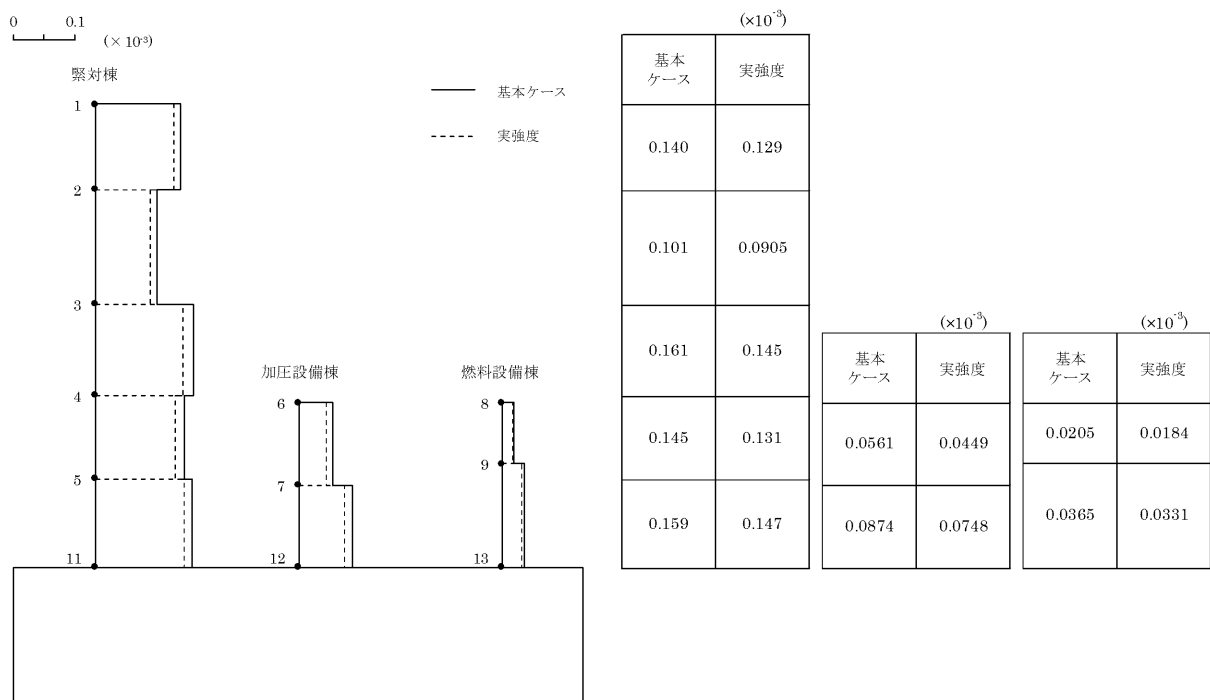 0 0.1
(× 10⁻³)
緊対棟
1
2
3
4
5
11
基本ケース
実強度
加圧設備棟
6
7
12
燃料設備棟
8
9
13
(×10⁻³)
基本
ケース
実強度
0.140 0.129
0.101 0.0905
0.161 0.145
0.145 0.131
0.159 0.147
(×10⁻³)
基本
ケース
実強度
0.0561 0.0449
0.0874 0.0748
(×10⁻³)
基本
ケース
実強度
0.0205 0.0184
0.0365 0.0331